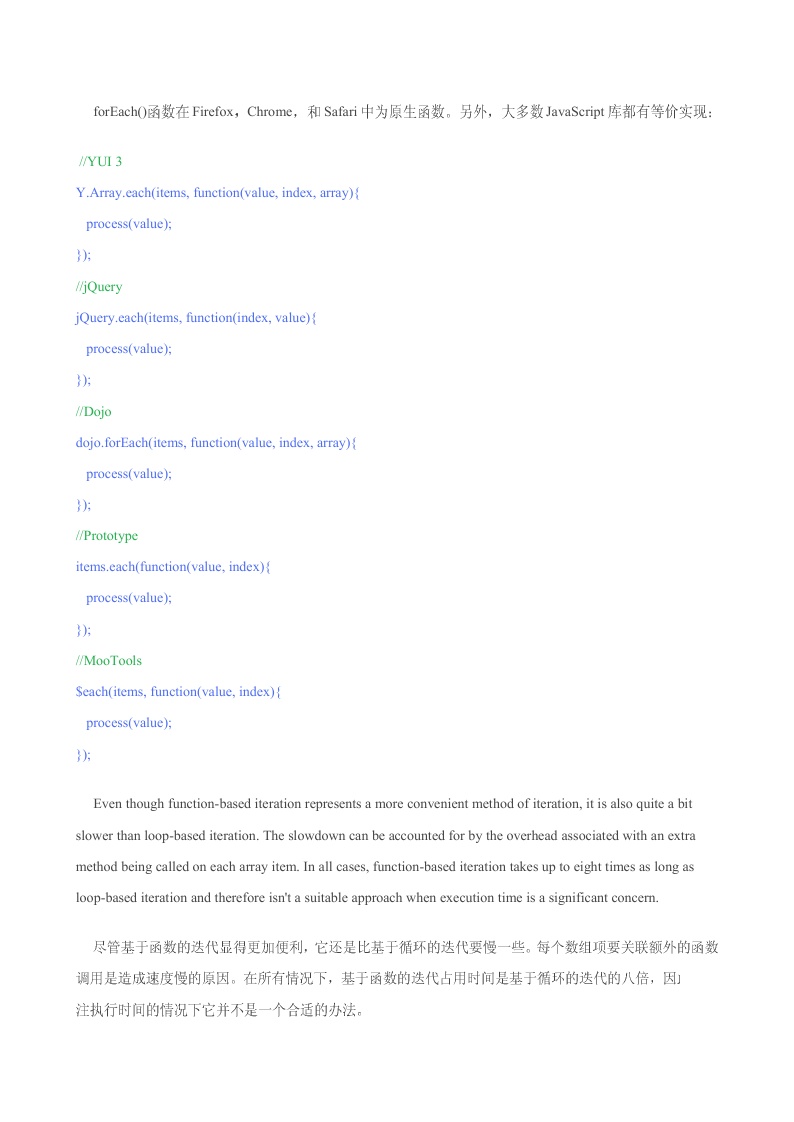 forEach()函数在 Firefox，Chrome，和 Safari 中为原生函数。另外，大多数 JavaScript 库都有等价实现：
//YUI 3
Y.Array.each(items, function(value, index, array){
process(value);
});
//jQuery
jQuery.each(items, function(index, value){
process(value);
});
//Dojo
dojo.forEach(items, function(value, index, array){
process(value);
});
//Prototype
items.each(function(value, index){
process(value);
});
//MooTools
$each(items, function(value, index){
process(value);
});
Even though function-based iteration represents a more convenient method of iteration, it is also quite a bit
slower than loop-based iteration. The slowdown can be accounted for by the overhead associated with an extra
method being called on each array item. In all cases, function-based iteration takes up to eight times as long as
loop-based iteration and therefore isn't a suitable approach when execution time is a significant concern.
尽管基于函数的迭代显得更加便利，它还是比基于循环的迭代要慢一些。每个数组项要关联额外的函数
调用是造成速度慢的原因。在所有情况下，基于函数的迭代占用时间是基于循环的迭代的八倍，因
注执行时间的情况下它并不是一个合适的办法。